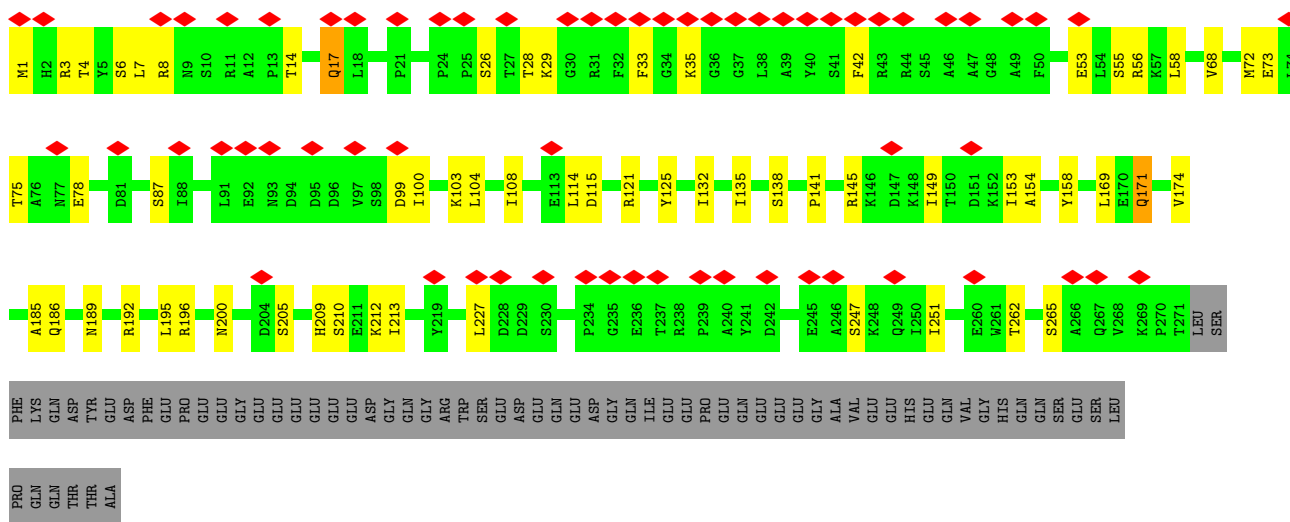 M1 H2 R3 T4 Y5 S6 L7 R8 N9 S10 R11 A12 P13 T14 Q17 L18 P21 P24 P25 S26 T27 T28 K29 G30 R31 F32 F33 G34 K35 G36 G37 L38 A39 Y40 S41 F42 R43 R44 S45 A46 A47 G48 A49 F50 E53 L54 S55 R56 K57 L58 V68 M72 E73 L74
T75 A76 N77 E78 D81 S87 I88 L91 E92 N93 D94 D95 D96 V97 S98 D99 I100 K103 L104 I108 E113 L114 D115 R121 Y125 I132 I135 S138 P141 R145 K146 D147 K148 I149 T150 D151 K152 I153 A154 Y158 L169 E170 Q171 V174
A185 Q186 N189 R192 L195 R196 N200 D204 S205 H209 S210 E211 K212 I213 Y219 L227 D228 D229 S230 P234 G235 E236 T237 R238 P239 A240 Y241 D242 E245 A246 S247 K248 Q249 I250 I251 E260 W261 T262 S265 A266 Q267 V268 K269 P270 T271 LEU SER
PHE LYS GLN GLN ASP TYR GLU ASP PHE GLU PRO GLU GLU GLY GLU GLU GLU GLU GLU GLU ASP GLY GLN GLY ARG TRP SER GLU ASP GLU GLN GLU ASP GLY GLN ILE GLU GLU PRO GLU GLN GLU GLU GLU GLY ALA VAL GLU GLU HIS GLU GLN VAL GLY HIS GLN GLN SER GLU SER LEU
PRO GLN GLN THR THR ALA